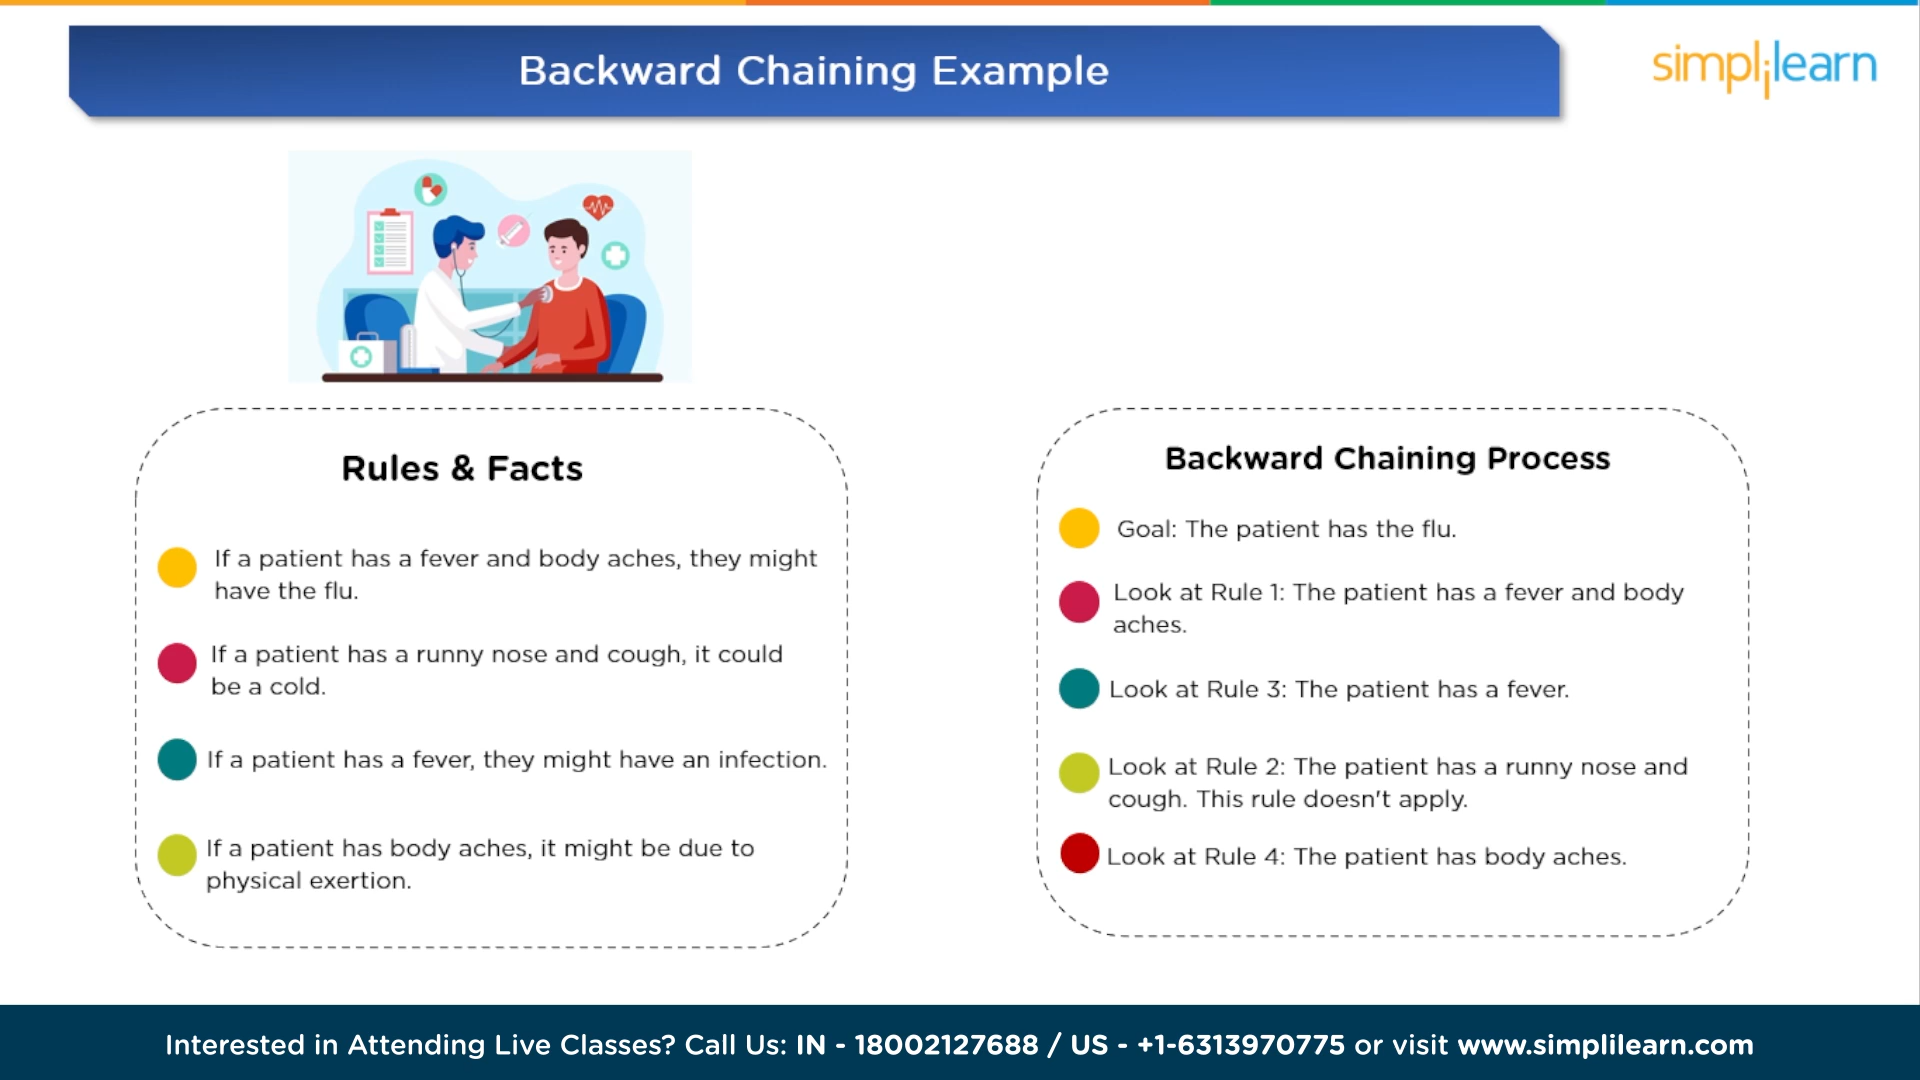 Backward Chaining Example
simplilearn
Rules & Facts
If a patient has a fever and body aches, they might
have the flu.
If a patient has a runny nose and cough, it could
be a cold.
If a patient has a fever, they might have an infection.
If a patient has body aches, it might be due to
physical exertion.
Backward Chaining Process
Goal: The patient has the flu.
Look at Rule 1: The patient has a fever and body
aches.
Look at Rule 3: The patient has a fever.
Look at Rule 2: The patient has a runny nose and
cough. This rule doesn't apply.
Look at Rule 4: The patient has body aches.
Interested in Attending Live Classes? Call Us: IN - 18002127688 / US - +1-6313970775 or visit www.simplilearn.com